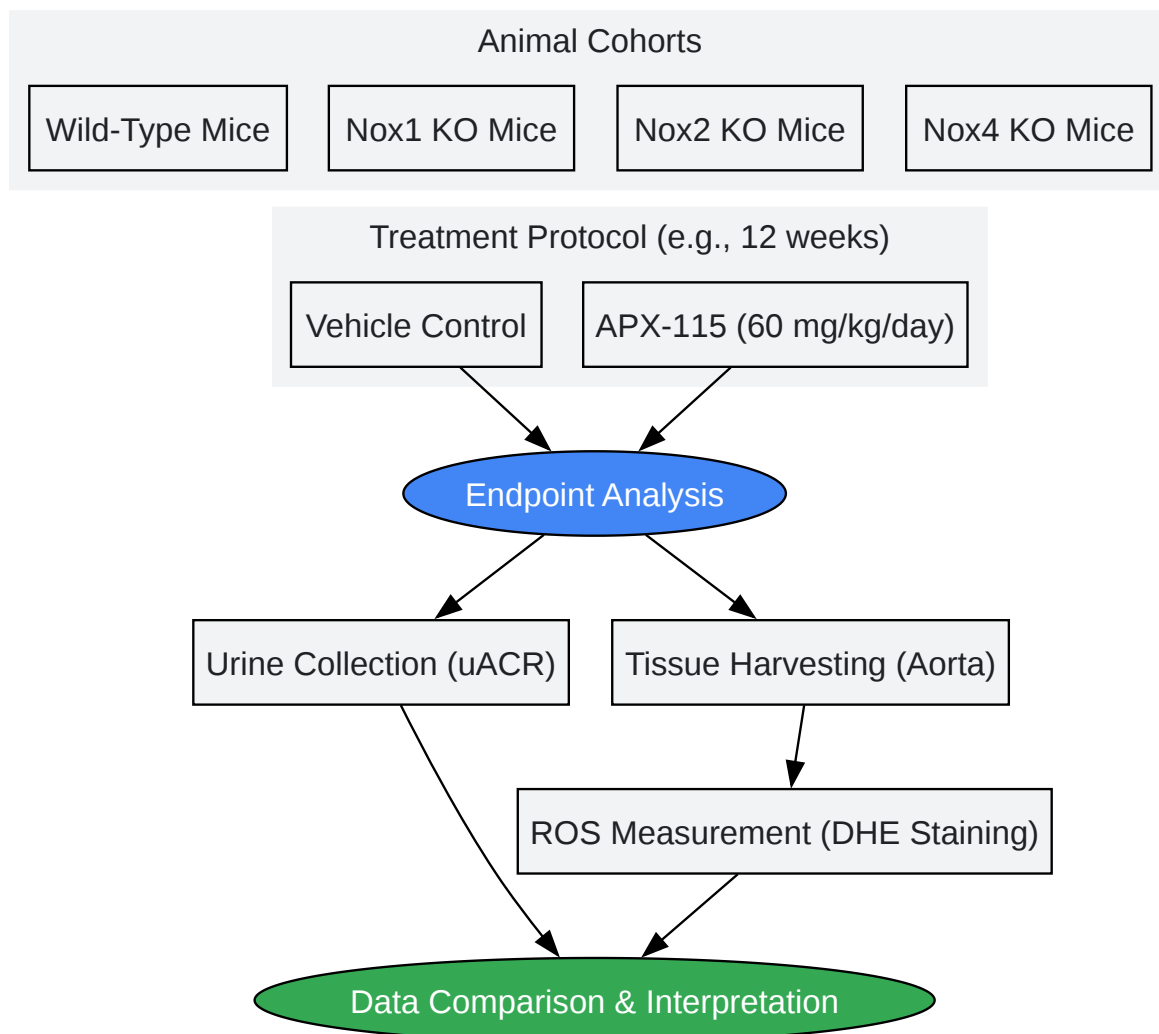 Animal Cohorts
Wild-Type Mice
Nox1 KO Mice
Nox2 KO Mice
Nox4 KO Mice
Treatment Protocol (e.g., 12 weeks)
Vehicle Control
APX-115 (60 mg/kg/day)
Endpoint Analysis
Urine Collection (uACR)
Tissue Harvesting (Aorta)
ROS Measurement (DHE Staining)
Data Comparison & Interpretation